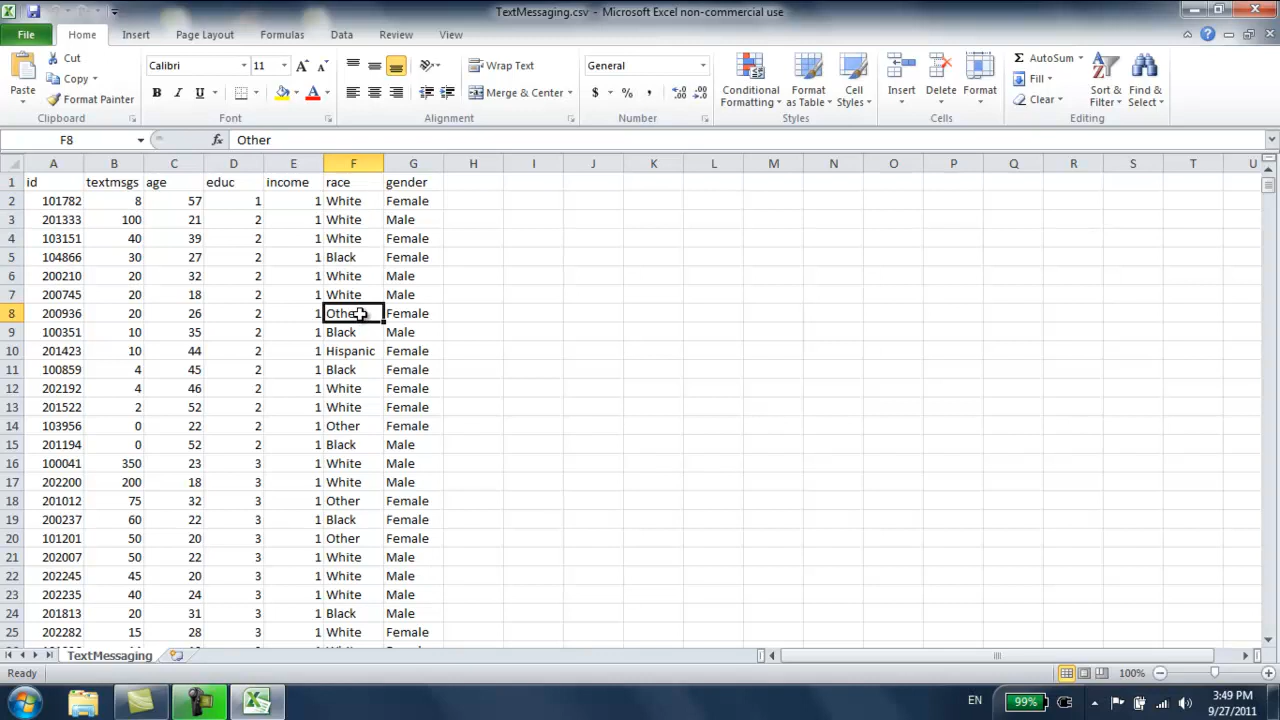 TextMessaging.csv - Microsoft Excel non-commercial use
File Home Insert Page Layout Formulas Data Review View
Cut
Copy
Format Painter
Paste
Clipboard
Calibri 11
B I U
Font
Wrap Text
Merge & Center
Alignment
General
$ % ,
Number
Conditional Formatting
Format as Table
Cell Styles
Styles
Insert Delete Format
Cells
AutoSum
Fill
Clear
Sort & Filter
Find & Select
Editing
F8 fx Other
A B C D E F G H I J K L M N O P Q R S T U
1 id textmsgs age educ income race gender
2 101782 8 57 1 1 White Female
3 201333 100 21 2 1 White Male
4 103151 40 39 2 1 White Female
5 104866 30 27 2 1 Black Female
6 200210 20 32 2 1 White Male
7 200745 20 18 2 1 White Male
8 200936 20 26 2 1 Other Female
9 100351 10 35 2 1 Black Male
10 201423 10 44 2 1 Hispanic Female
11 100859 4 45 2 1 Black Female
12 202192 4 46 2 1 White Female
13 201522 2 52 2 1 White Female
14 103956 0 22 2 1 Other Female
15 201194 0 52 2 1 Black Male
16 100041 350 23 3 1 White Male
17 202200 200 18 3 1 White Male
18 201012 75 32 3 1 Other Female
19 200237 60 22 3 1 Black Female
20 101201 50 20 3 1 Other Female
21 202007 50 22 3 1 White Male
22 202245 45 20 3 1 White Male
23 202235 40 24 3 1 White Male
24 201813 20 31 3 1 Black Male
25 202282 15 28 3 1 White Female
TextMessaging
Ready 100%
EN 99% 3:49 PM
9/27/2011